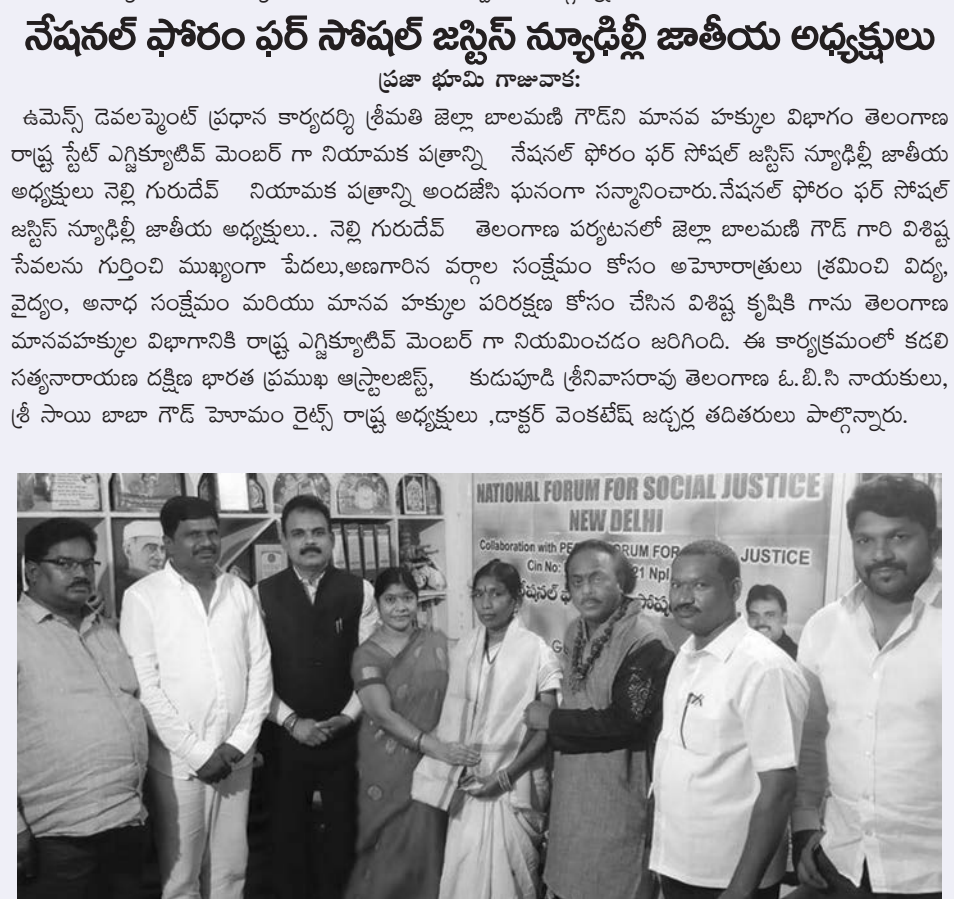 నేషనల్ ఫోరం ఫర్ సోషల్ జస్టిస్ న్యూఢిల్లీ జాతీయ అధ్యక్షులు
ప్రజా భూమి గాజువాక:
ఉమెన్స్ డెవలప్మెంట్ ప్రధాన కార్యదర్శి శ్రీమతి జెల్లా బాలమణి గౌడ్‌ని మానవ హక్కుల విభాగం తెలంగాణ
రాష్ట్ర స్టేట్ ఎగ్జిక్యూటివ్ మెంబర్ గా నియామక పత్రాన్ని నేషనల్ ఫోరం ఫర్ సోషల్ జస్టిస్ న్యూఢిల్లీ జాతీయ
అధ్యక్షులు నెల్లి గురుదేవ్ నియామక పత్రాన్ని అందజేసి ఘనంగా సన్మానించారు.నేషనల్ ఫోరం ఫర్ సోషల్
జస్టిస్ న్యూఢిల్లీ జాతీయ అధ్యక్షులు.. నెల్లి గురుదేవ్ తెలంగాణ పర్యటనలో జెల్లా బాలమణి గౌడ్ గారి విశిష్ట
సేవలను గుర్తించి ముఖ్యంగా పేదలు,అణగారిన వర్గాల సంక్షేమం కోసం అహోరాత్రులు శ్రమించి విద్య,
వైద్యం, అనాధ సంక్షేమం మరియు మానవ హక్కుల పరిరక్షణ కోసం చేసిన విశిష్ట కృషికి గాను తెలంగాణ
మానవహక్కుల విభాగానికి రాష్ట్ర ఎగ్జిక్యూటివ్ మెంబర్ గా నియమించడం జరిగింది. ఈ కార్యక్రమంలో కడలి
సత్యనారాయణ దక్షిణ భారత ప్రముఖ ఆస్ట్రాలజిస్ట్, కుడుపూడి శ్రీనివాసరావు తెలంగాణ ఓ.బి.సి నాయకులు,
శ్రీ సాయి బాబా గౌడ్ హెూమం రైట్స్ రాష్ట్ర అధ్యక్షులు ,డాక్టర్ వెంకటేష్ జడ్చర్ల తదితరులు పాల్గొన్నారు.
NATIONAL FORUM FOR SOCIAL JUSTICE
NEW DELHI
Collaboration with FORUM FOR JUSTICE
Cin No: 21 Npl